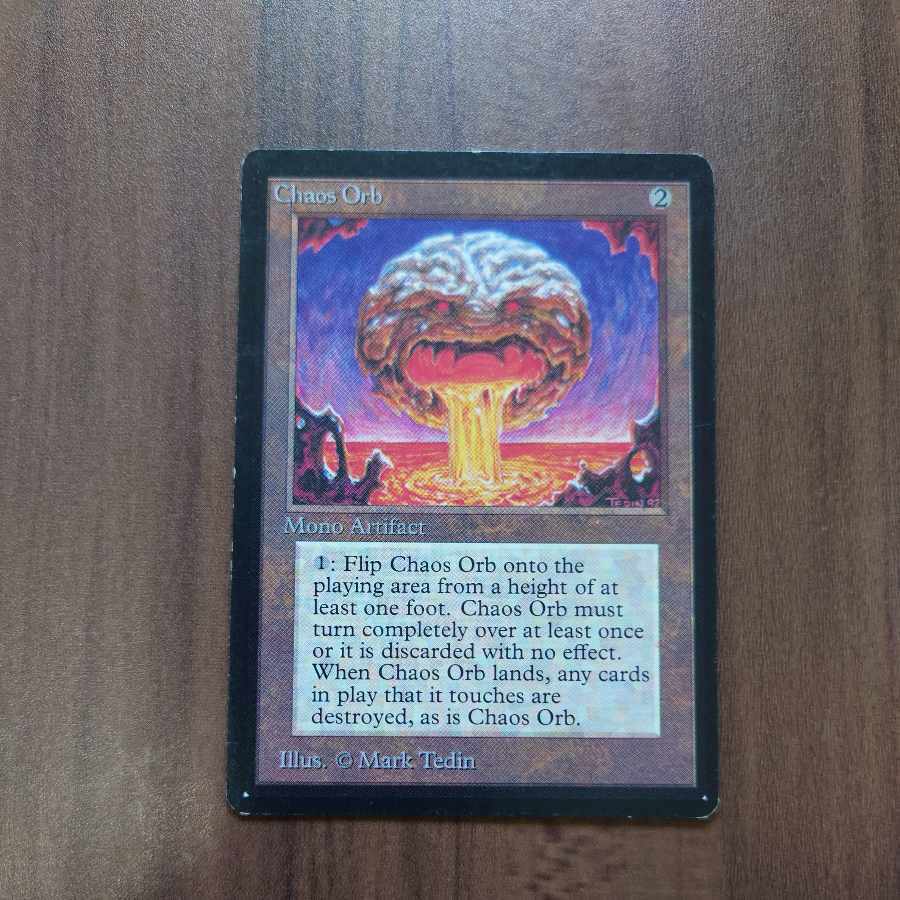 Chaos Orb 2
TEDIN 93
Mono Artifact
1: Flip Chaos Orb onto the
playing area from a height of at
least one foot. Chaos Orb must
turn completely over at least once
or it is discarded with no effect.
When Chaos Orb lands, any cards
in play that it touches are
destroyed, as is Chaos Orb.
Illus. © Mark Tedin